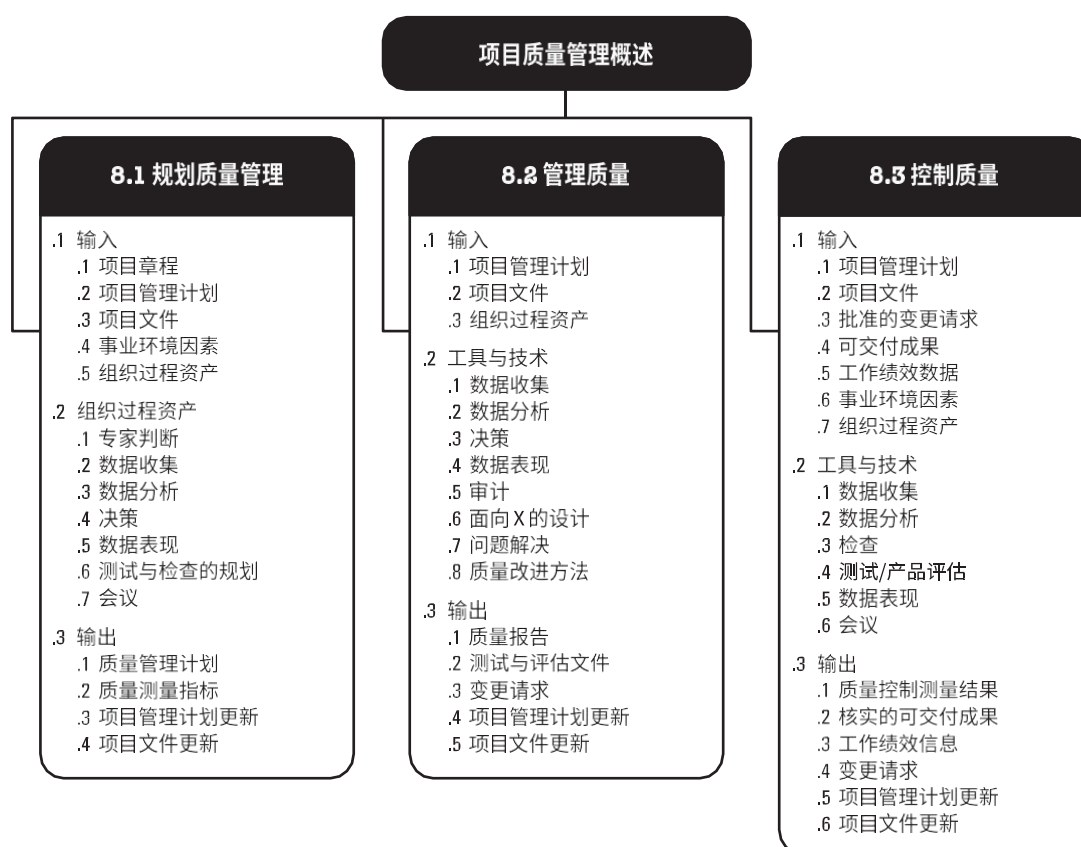 项目质量管理概述
8.1 规划质量管理
.1 输入
.1 项目章程
.2 项目管理计划
.3 项目文件
.4 事业环境因素
.5 组织过程资产
.2 组织过程资产
.1 专家判断
.2 数据收集
.3 数据分析
.4 决策
.5 数据表现
.6 测试与检查的规划
.7 会议
.3 输出
.1 质量管理计划
.2 质量测量指标
.3 项目管理计划更新
.4 项目文件更新
8.2 管理质量
.1 输入
.1 项目管理计划
.2 项目文件
.3 组织过程资产
.2 工具与技术
.1 数据收集
.2 数据分析
.3 决策
.4 数据表现
.5 审计
.6 面向 X 的设计
.7 问题解决
.8 质量改进方法
.3 输出
.1 质量报告
.2 测试与评估文件
.3 变更请求
.4 项目管理计划更新
.5 项目文件更新
8.3 控制质量
.1 输入
.1 项目管理计划
.2 项目文件
.3 批准的变更请求
.4 可交付成果
.5 工作绩效数据
.6 事业环境因素
.7 组织过程资产
.2 工具与技术
.1 数据收集
.2 数据分析
.3 检查
.4 测试/产品评估
.5 数据表现
.6 会议
.3 输出
.1 质量控制测量结果
.2 核实的可交付成果
.3 工作绩效信息
.4 变更请求
.5 项目管理计划更新
.6 项目文件更新